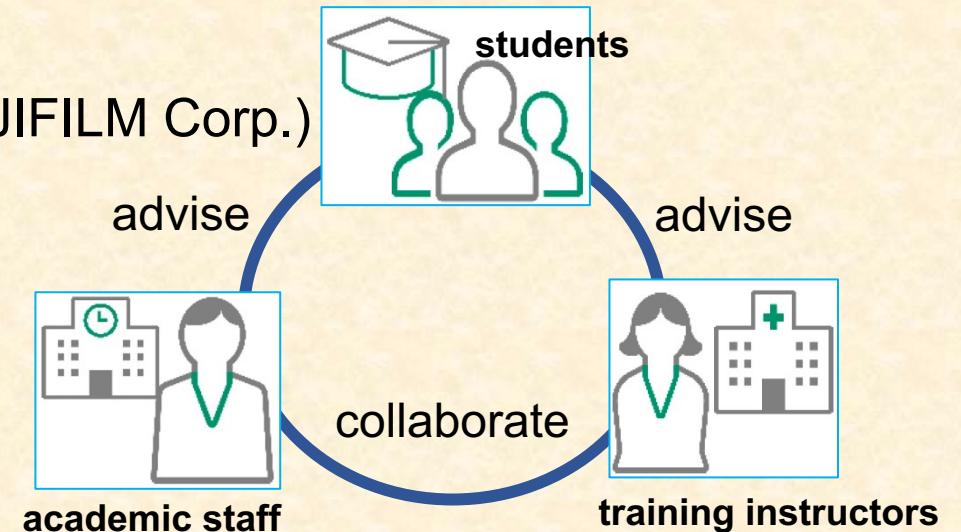 students
JIFILM Corp.)
advise
advise
collaborate
academic staff
training instructors